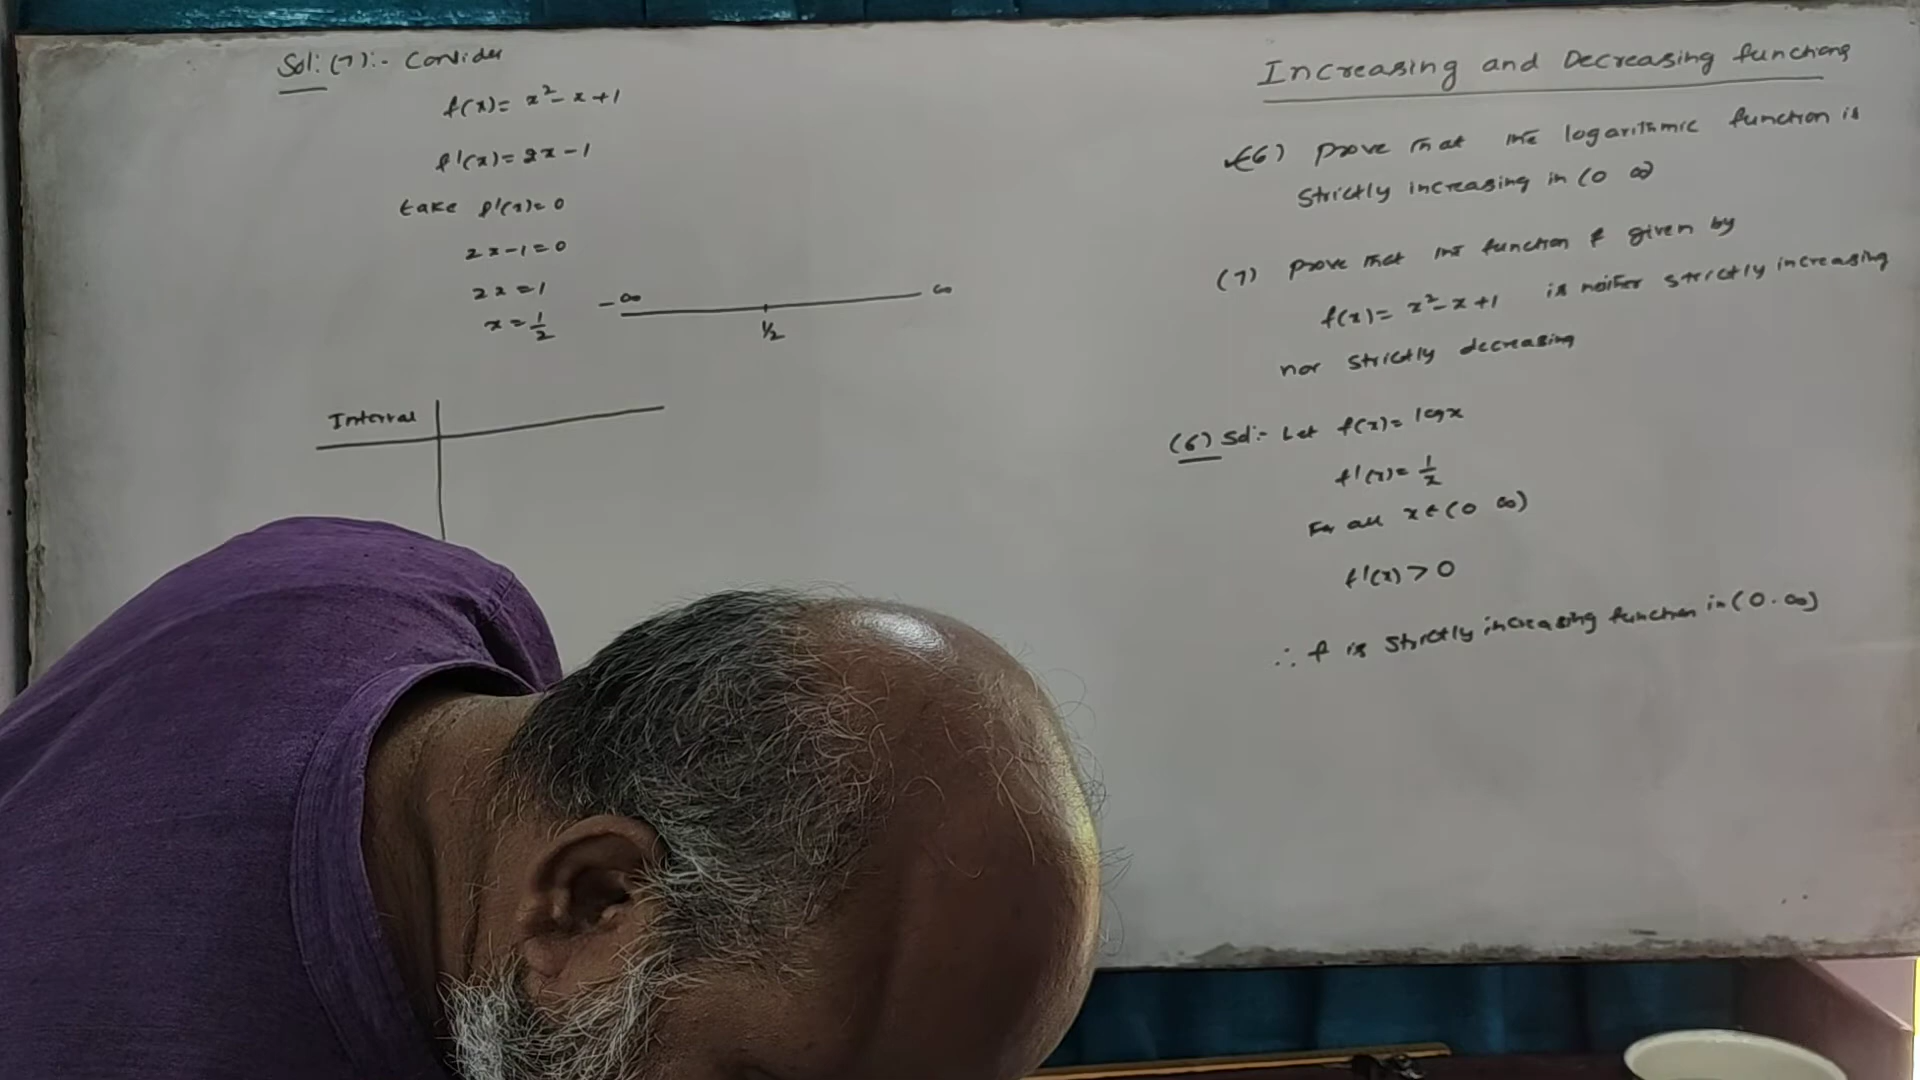 Sol: (7):- Consider
f(x) = x² - x + 1
f'(x) = 2x - 1
take f'(x) = 0
2x - 1 = 0
2x = 1
x = 1/2
-∞ 1/2 ∞
Interval
Increasing and Decreasing functions
(6) prove that the logarithmic function is
strictly increasing in (0 ∞)
(7) prove that the function f given by
f(x) = x² - x + 1 is neither strictly increasing
nor strictly decreasing
(6) Sol:- Let f(x) = log x
f'(x) = 1/x
For all x ∈ (0 ∞)
f'(x) > 0
∴ f is strictly increasing function in (0. ∞)